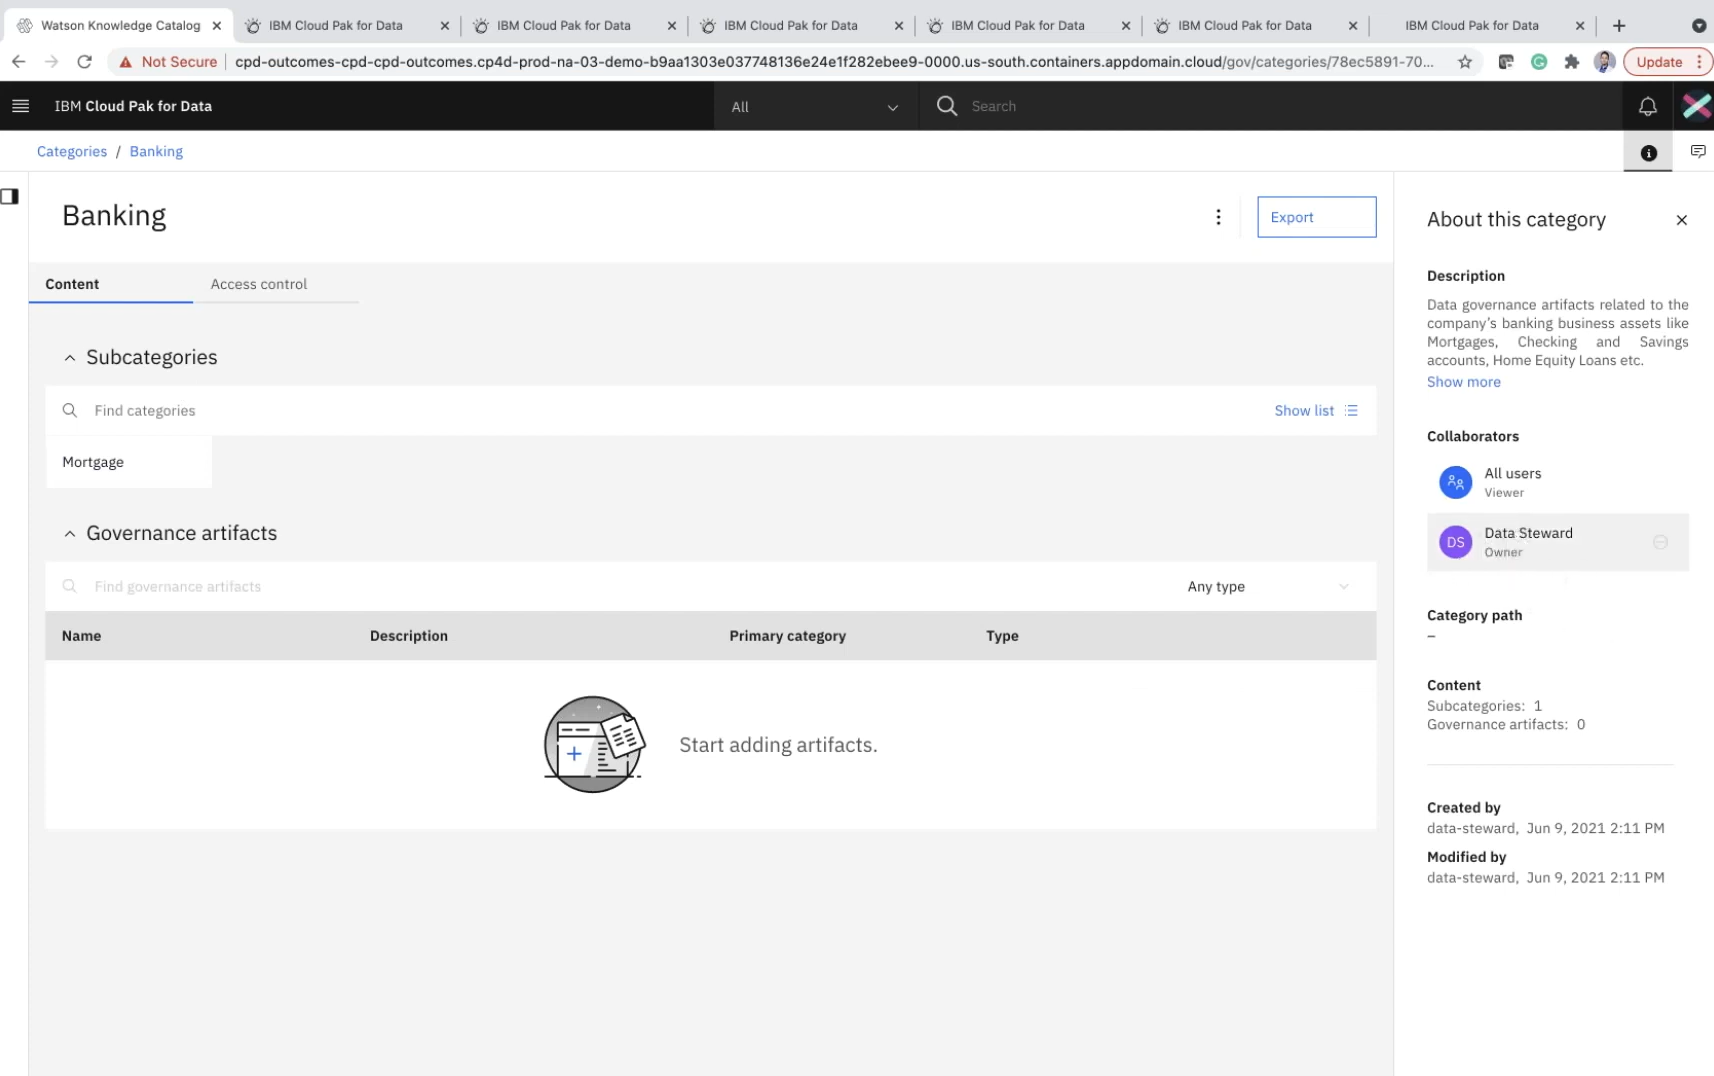 Watson Knowledge Catalog
IBM Cloud Pak for Data
IBM Cloud Pak for Data
IBM Cloud Pak for Data
IBM Cloud Pak for Data
IBM Cloud Pak for Data
IBM Cloud Pak for Data
Not Secure
cpd-outcomes-cpd-cpd-outcomes.cp4d-prod-na-03-demo-b9aa1303e037748136e24e1f282ebee9-0000.us-south.containers.appdomain.cloud/gov/categories/78ec5891-70...
Update
IBM Cloud Pak for Data
All
Search
Categories / Banking
Banking
Export
Content
Access control
Subcategories
Find categories
Show list
Mortgage
Governance artifacts
Find governance artifacts
Any type
Name
Description
Primary category
Type
Start adding artifacts.
About this category
Description
Data governance artifacts related to the
company’s banking business assets like
Mortgages, Checking and Savings
accounts, Home Equity Loans etc.
Show more
Collaborators
All users
Viewer
DS
Data Steward
Owner
Category path
–
Content
Subcategories: 1
Governance artifacts: 0
Created by
data-steward, Jun 9, 2021 2:11 PM
Modified by
data-steward, Jun 9, 2021 2:11 PM